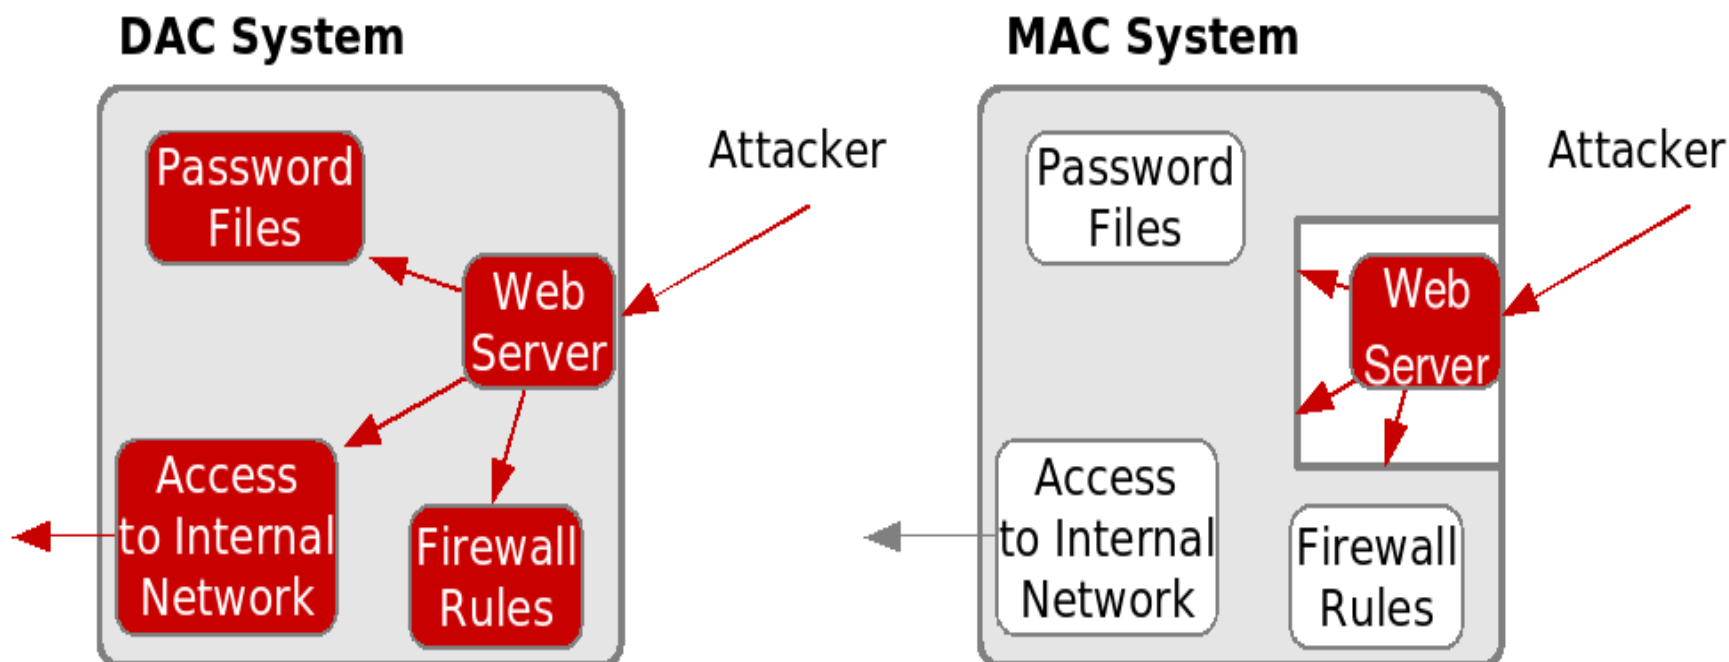 DAC System
Password
Files
Web
Server
Attacker
Access
to Internal
Network
Firewall
Rules
MAC System
Password
Files
Web
Server
Attacker
Access
to Internal
Network
Firewall
Rules